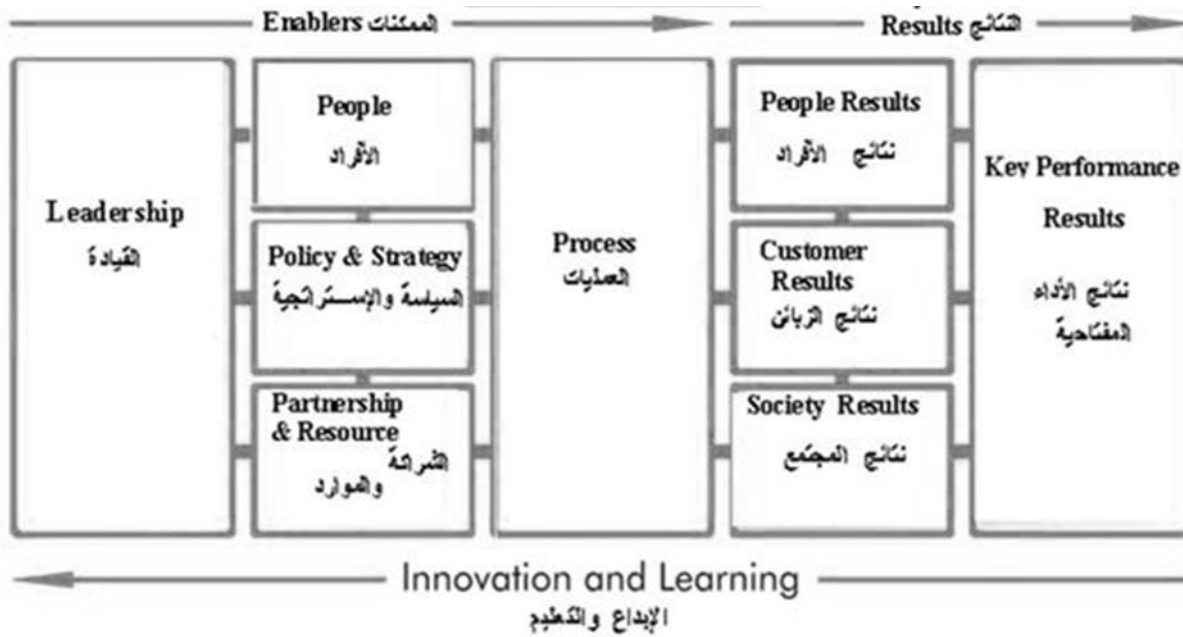 Enablers الممكنات
Results النتائج
Leadership
القيادة
People
الأفراد
Policy & Strategy
السياسة والإستراتجية
Partnership
& Resource
الشراكة
والموارد
Process
العمليات
People Results
نتائج الأفراد
Customer
Results
نتائج الزبائن
Society Results
نتائج المجتمع
Key Performance
Results
نتائج الأداء
المفتاحية
Innovation and Learning
الإبداع والتعليم